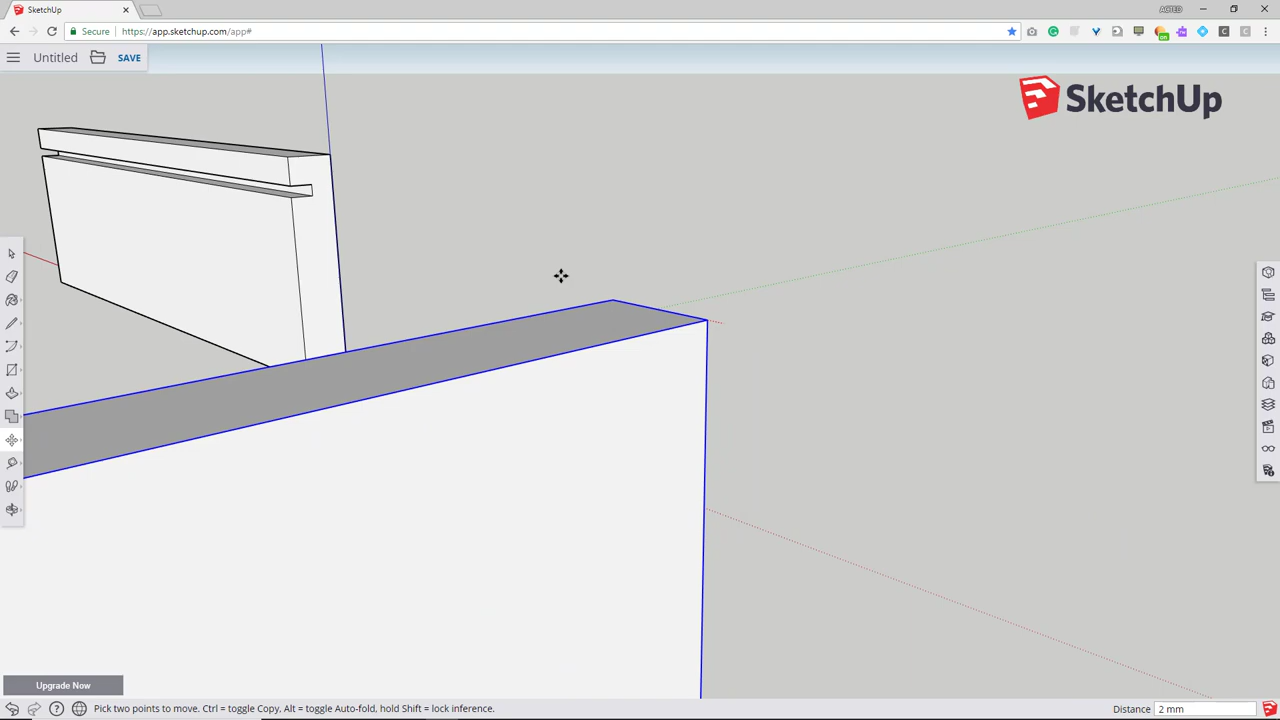 SketchUp
Secure
https://app.sketchup.com/app#
Untitled
SAVE
SketchUp
Upgrade Now
Pick two points to move. Ctrl = toggle Copy, Alt = toggle Auto-fold, hold Shift = lock inference.
Distance
2 mm